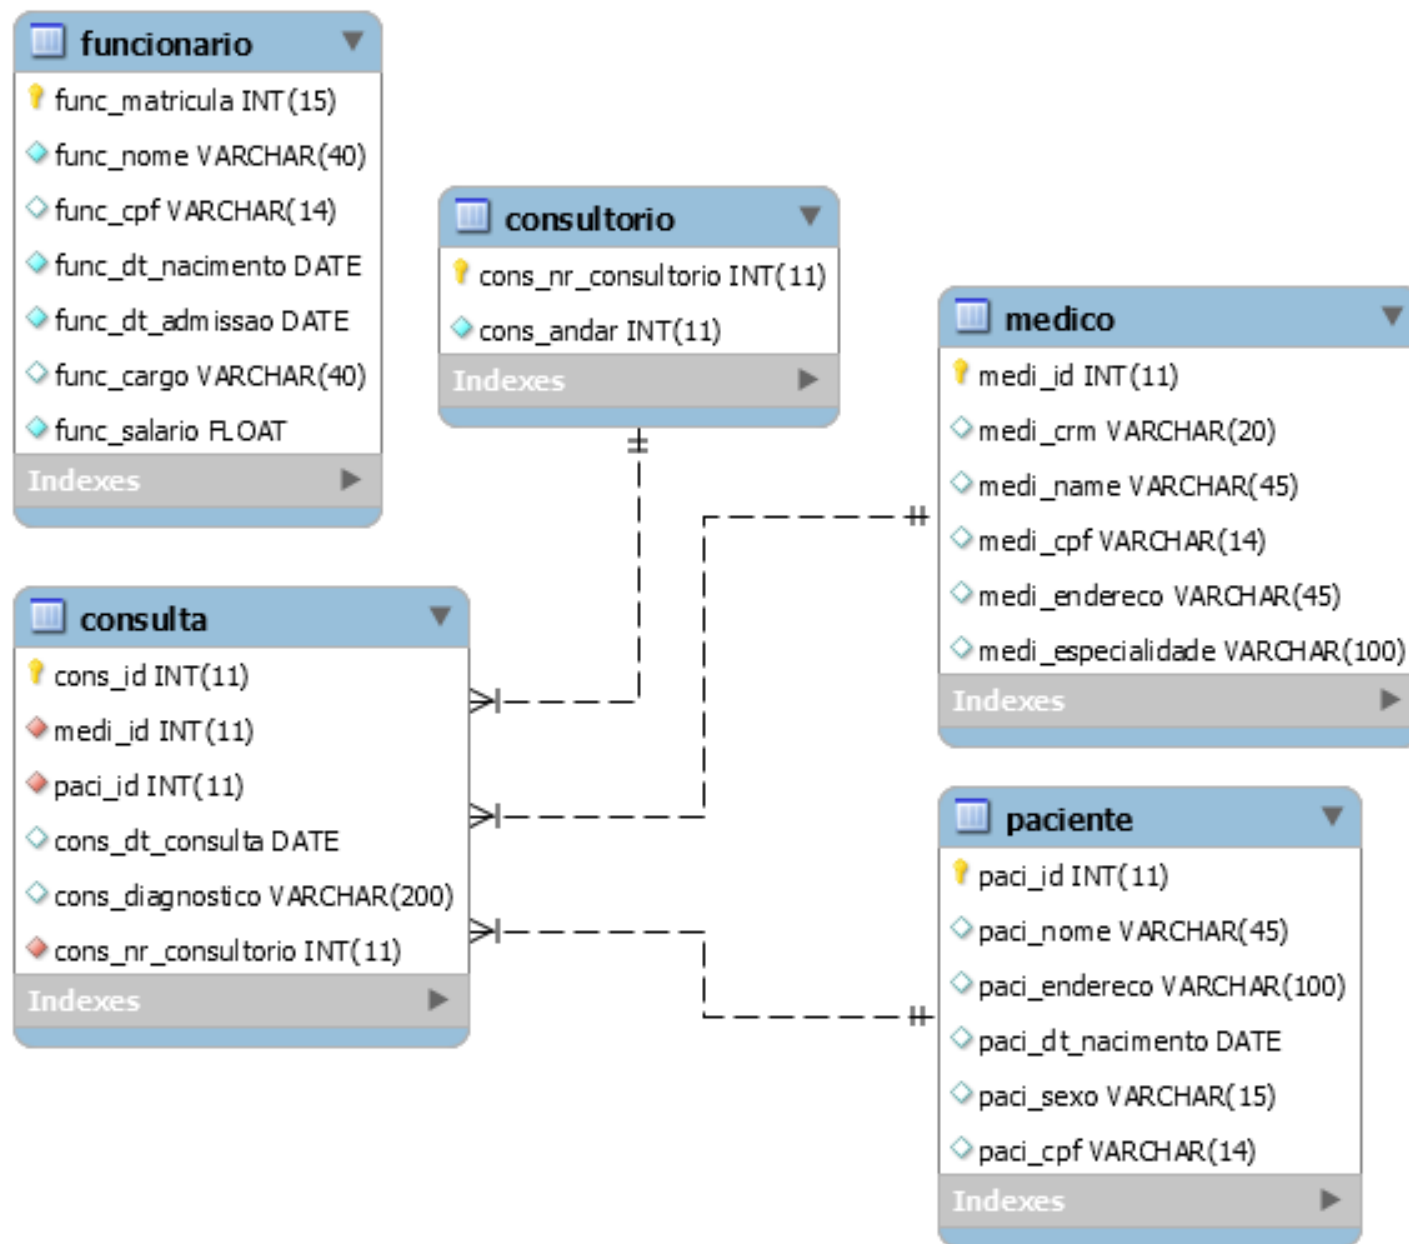 funcionario
func_matricula INT(15)
func_nome VARCHAR(40)
func_cpf VARCHAR(14)
func_dt_nacimento DATE
func_dt_admissao DATE
func_cargo VARCHAR(40)
func_salario FLOAT
Indexes
consultorio
cons_nr_consultorio INT(11)
cons_andar INT(11)
Indexes
medico
medi_id INT(11)
medi_crm VARCHAR(20)
medi_name VARCHAR(45)
medi_cpf VARCHAR(14)
medi_endereco VARCHAR(45)
medi_especialidade VARCHAR(100)
Indexes
consulta
cons_id INT(11)
medi_id INT(11)
paci_id INT(11)
cons_dt_consulta DATE
cons_diagnostico VARCHAR(200)
cons_nr_consultorio INT(11)
Indexes
paciente
paci_id INT(11)
paci_nome VARCHAR(45)
paci_endereco VARCHAR(100)
paci_dt_nacimento DATE
paci_sexo VARCHAR(15)
paci_cpf VARCHAR(14)
Indexes